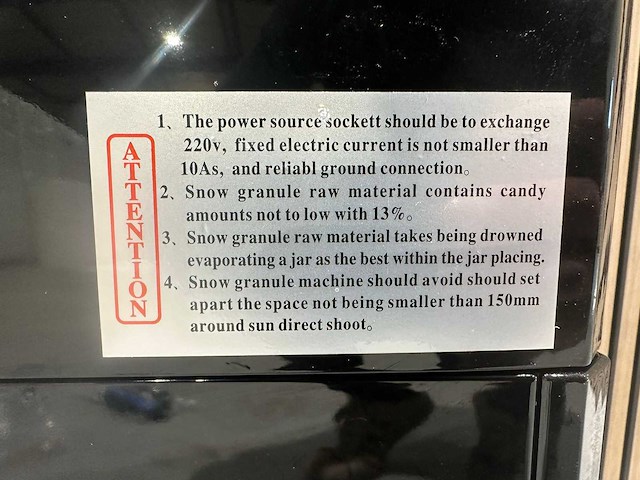 ATTENTION
1、The power source sockett should be to exchange
220v, fixed electric current is not smaller than
10As, and reliabl ground connection。
2、Snow granule raw material contains candy
amounts not to low with 13%。
3、Snow granule raw material takes being drowned
evaporating a jar as the best within the jar placing.
4、Snow granule machine should avoid should set
apart the space not being smaller than 150mm
around sun direct shoot。